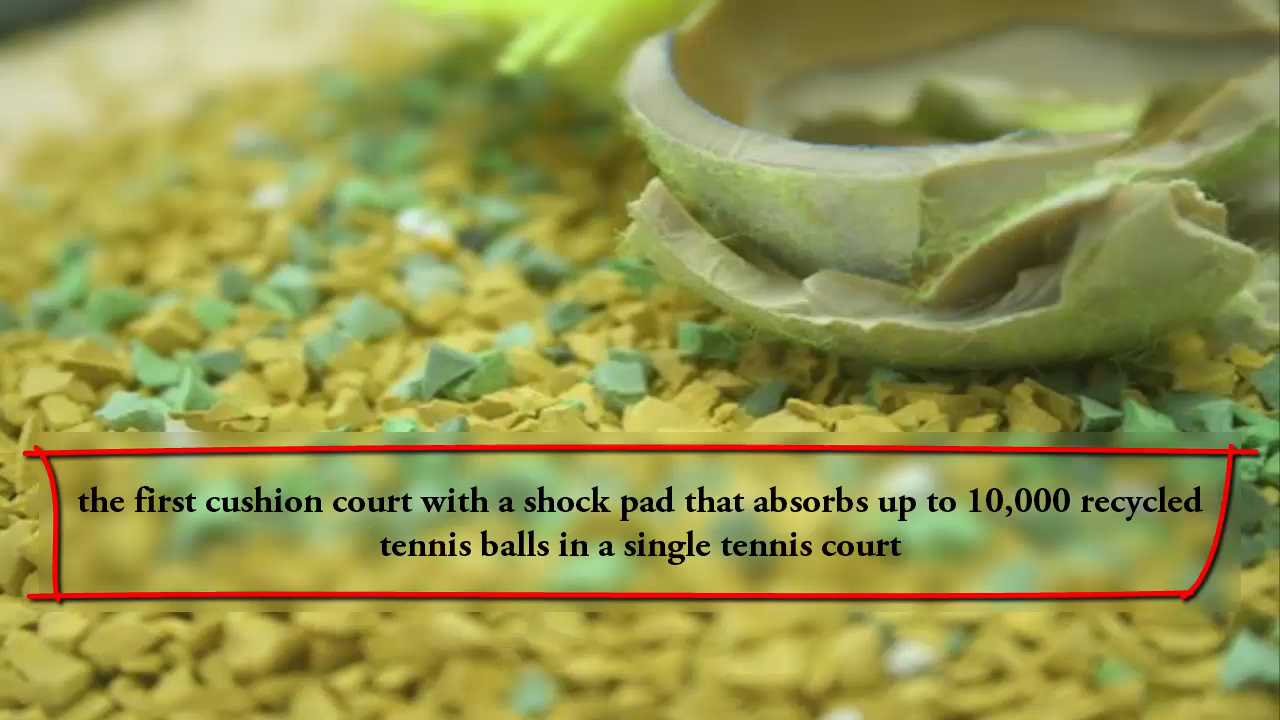 the first cushion court with a shock pad that absorbs up to 10,000 recycled
tennis balls in a single tennis court